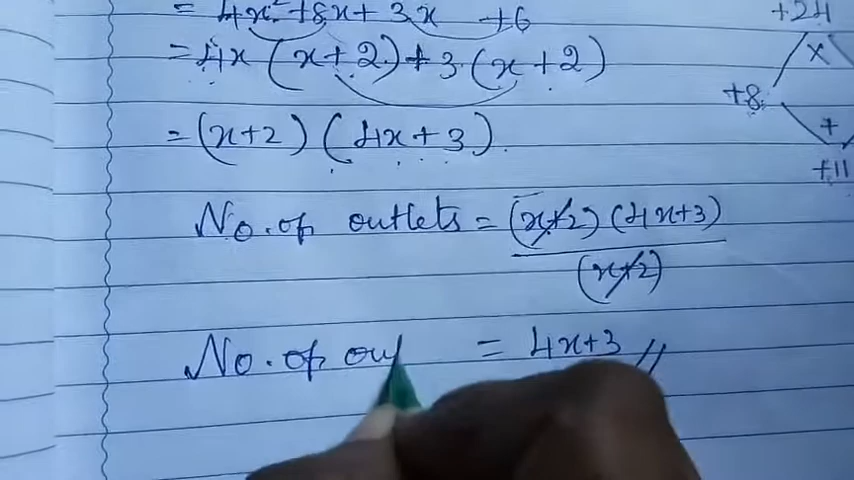 = 4x²+8x+3x +6
+24
= 4x (x+2)+3 (x+2)
x
+8
= (x+2) (4x+3)
+
+11
No. of outlets = (x+2) (4x+3)
(x+2)
No. of ou = 4x+3 //